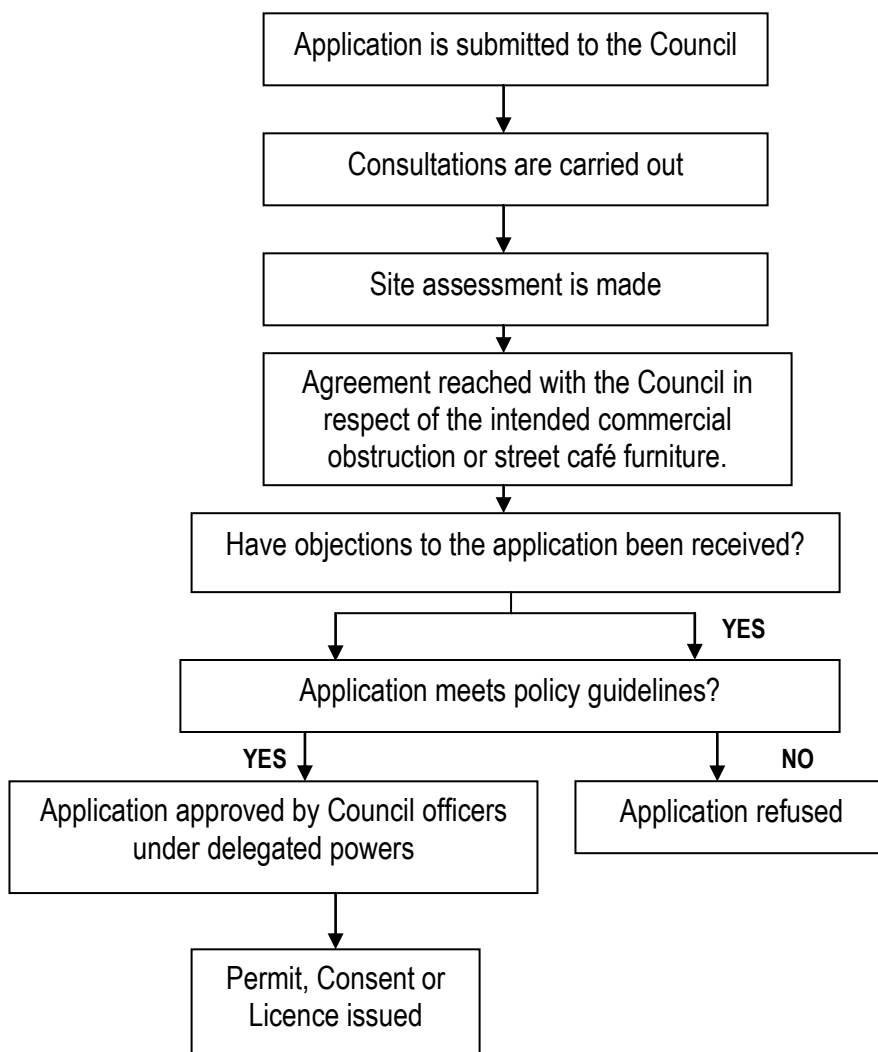 Application is submitted to the Council
Consultations are carried out
Site assessment is made
Agreement reached with the Council in
respect of the intended commercial
obstruction or street café furniture.
Have objections to the application been received?
YES
Application meets policy guidelines?
YES
NO
Application approved by Council officers
under delegated powers
Application refused
Permit, Consent or
Licence issued